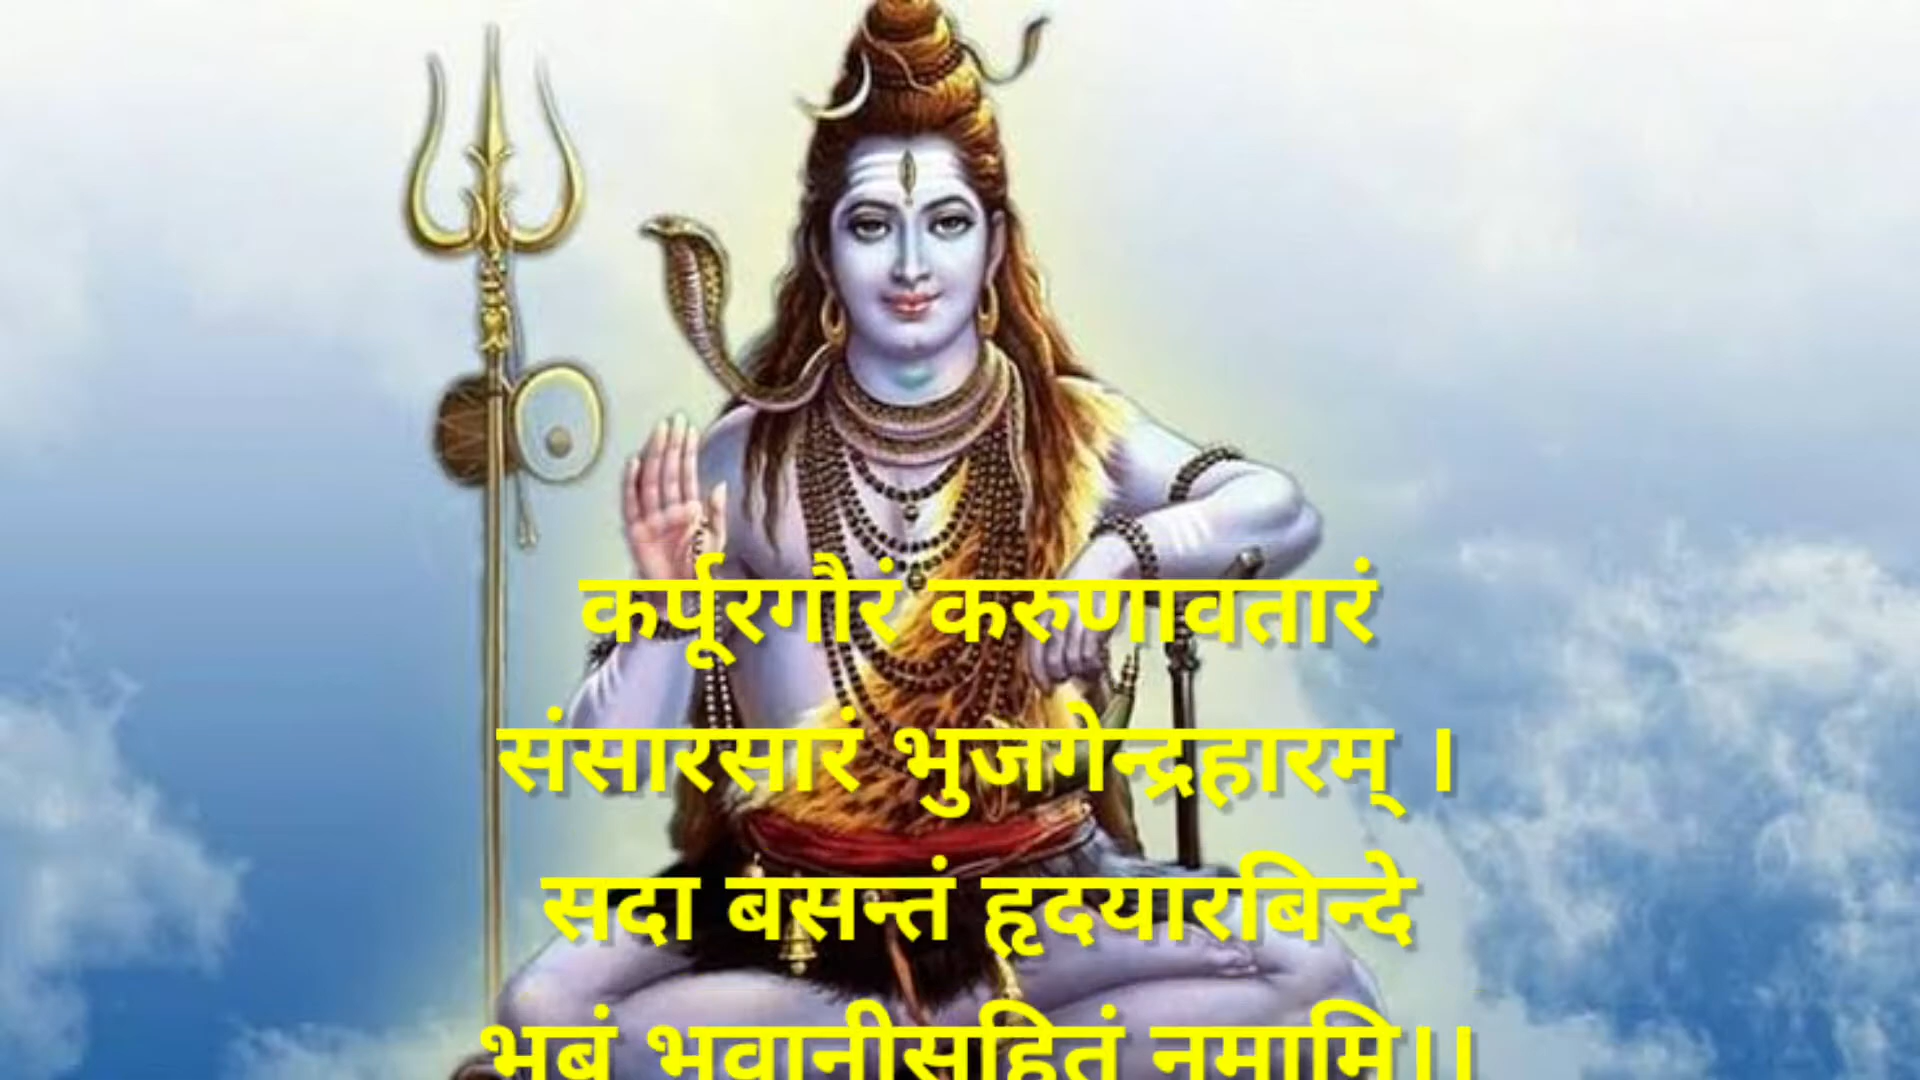 कर्पूरगौरं करुणावतारं
संसारसारं भुजगेन्द्रहारम् ।
सदा बसन्तं हृदयारबिन्दे
भबं भवानीसहितं नमामि।।